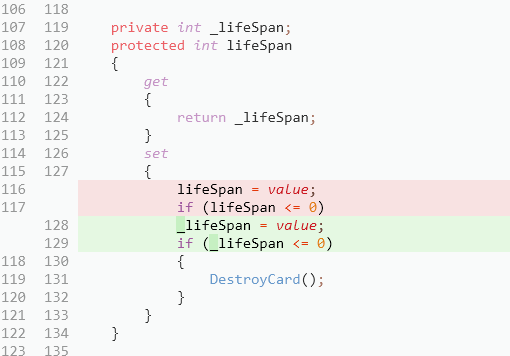 106 118
107 119 private int _lifeSpan;
108 120 protected int lifeSpan
109 121 {
110 122 get
111 123 {
112 124 return _lifeSpan;
113 125 }
114 126 set
115 127 {
116 lifeSpan = value;
117 if (lifeSpan <= 0)
128 _lifeSpan = value;
129 if (_lifeSpan <= 0)
118 130 {
119 131 DestroyCard();
120 132 }
121 133 }
122 134 }
123 135